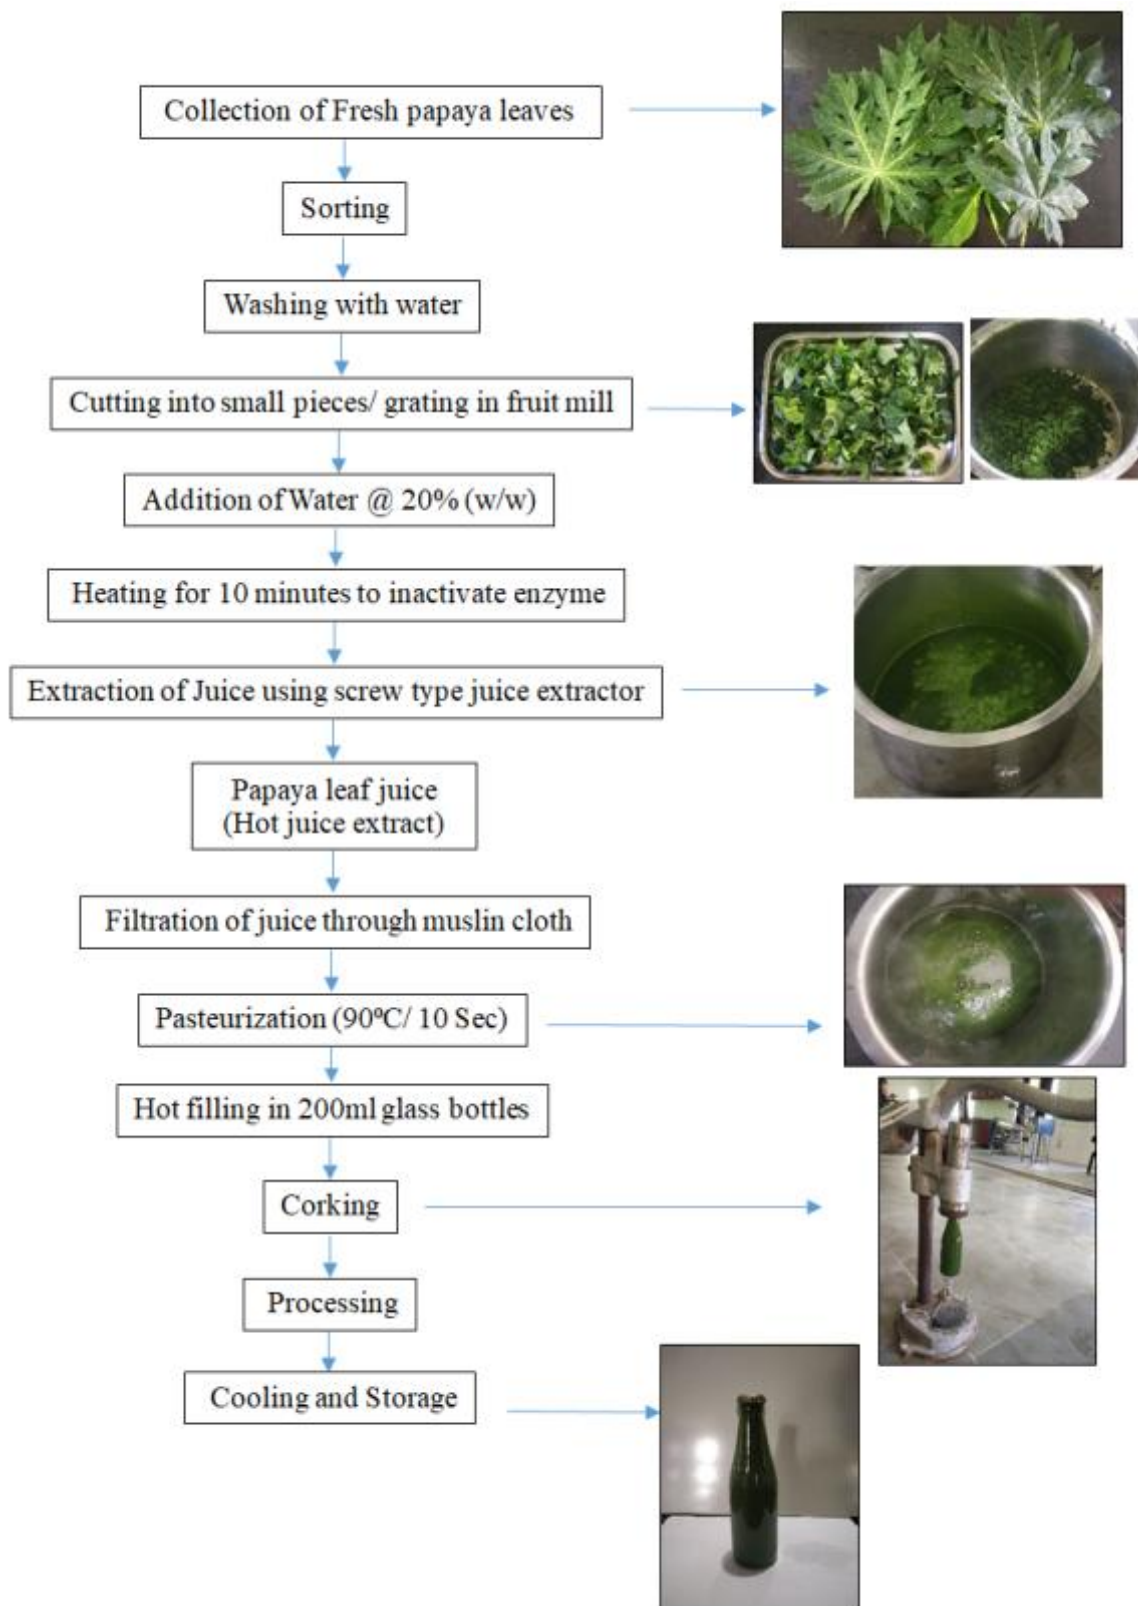 Collection of Fresh papaya leaves
Sorting
Washing with water
Cutting into small pieces/ grating in fruit mill
Addition of Water @ 20% (w/w)
Heating for 10 minutes to inactivate enzyme
Extraction of Juice using screw type juice extractor
Papaya leaf juice
(Hot juice extract)
Filtration of juice through muslin cloth
Pasteurization (90ºC/ 10 Sec)
Hot filling in 200ml glass bottles
Corking
Processing
Cooling and Storage